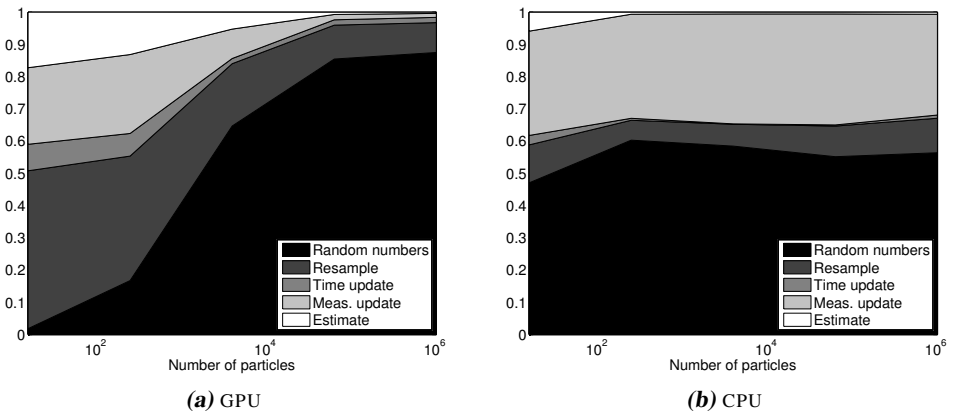 1
0.9
0.8
0.7
0.6
0.5
0.4
0.3
0.2
0.1
0
Random numbers
Resample
Time update
Meas. update
Estimate
10^2
10^4
10^6
Number of particles
(a) GPU
1
0.9
0.8
0.7
0.6
0.5
0.4
0.3
0.2
0.1
0
Random numbers
Resample
Time update
Meas. update
Estimate
10^2
10^4
10^6
Number of particles
(b) CPU